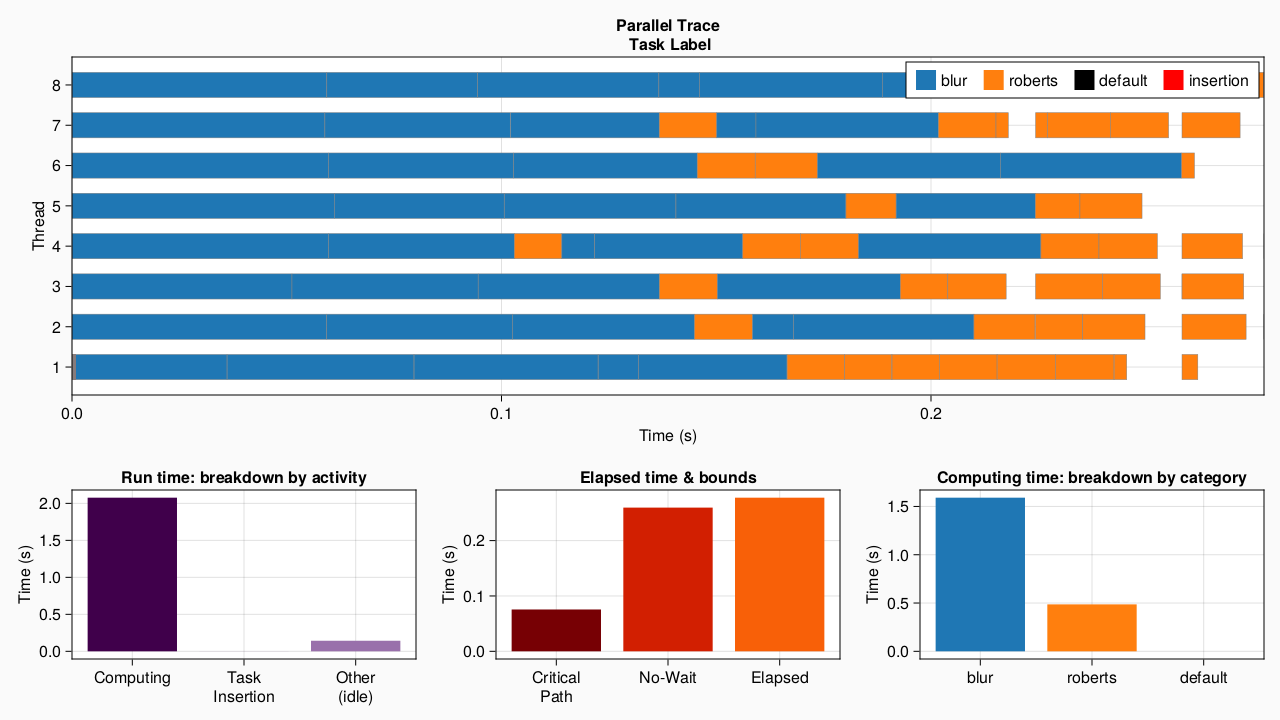 Parallel Trace
Task Label
blur roberts default insertion
8
7
6
5
4
3
2
1
Thread
0.0 0.1 0.2
Time (s)
Run time: breakdown by activity
2.0
1.5
1.0
0.5
0.0
Time (s)
Computing Task Insertion Other (idle)
Elapsed time & bounds
0.2
0.1
0.0
Time (s)
Critical Path No-Wait Elapsed
Computing time: breakdown by category
1.5
1.0
0.5
0.0
Time (s)
blur roberts default